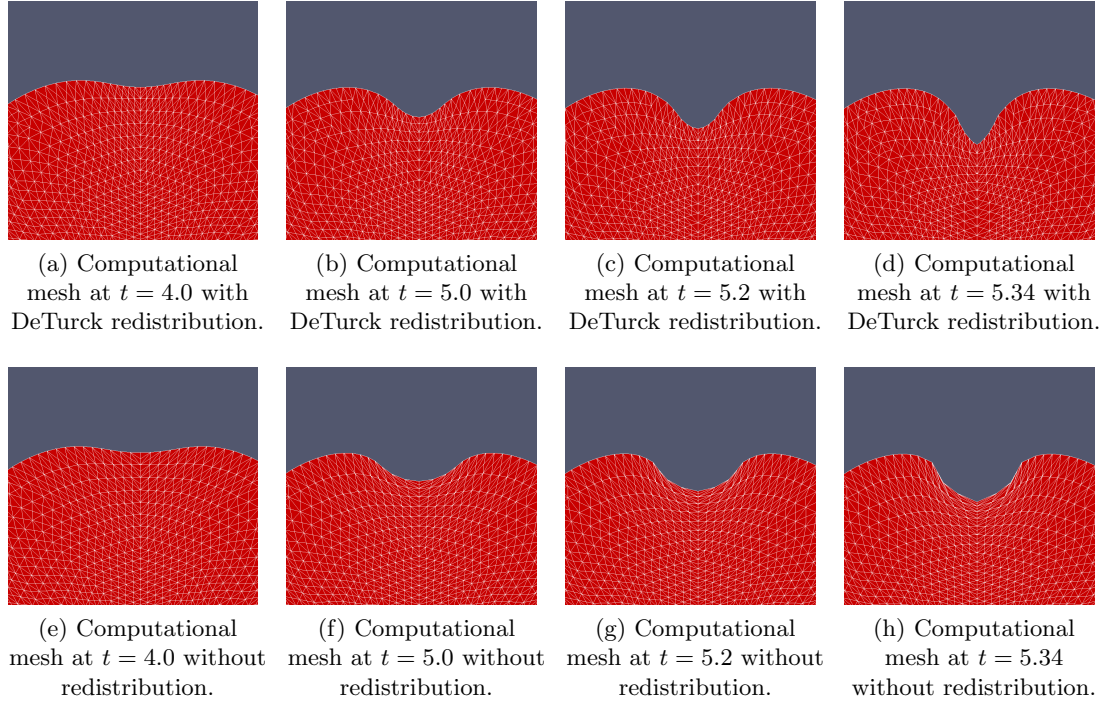 (a) Computational
mesh at t = 4.0 with
DeTurck redistribution.
(b) Computational
mesh at t = 5.0 with
DeTurck redistribution.
(c) Computational
mesh at t = 5.2 with
DeTurck redistribution.
(d) Computational
mesh at t = 5.34 with
DeTurck redistribution.
(e) Computational
mesh at t = 4.0 without
redistribution.
(f) Computational
mesh at t = 5.0 without
redistribution.
(g) Computational
mesh at t = 5.2 without
redistribution.
(h) Computational
mesh at t = 5.34
without redistribution.